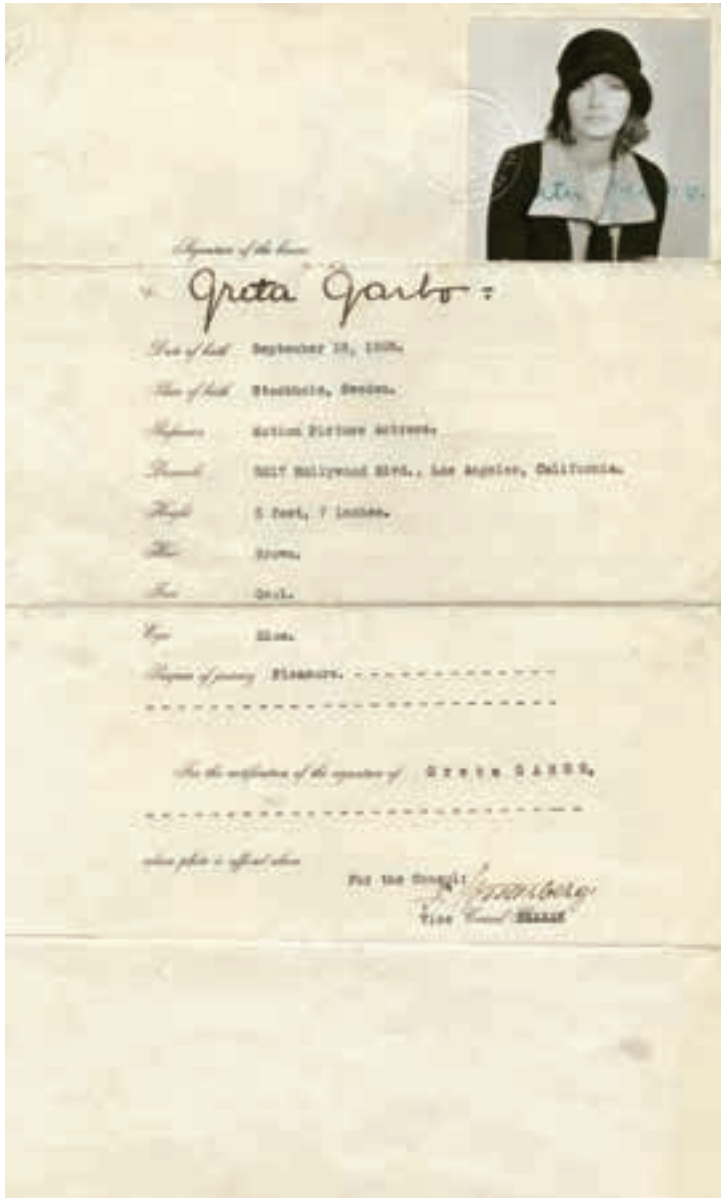 Signature of the bearer
Greta Garbo
Date of birth September 18, 1905.
Place of birth Stockholm, Sweden.
Profession Motion Picture Actress.
Domicile Hollywood Blvd., Los Angeles, California.
Height 5 feet, 7 inches.
Hair Brown.
Face Oval.
Eyes Blue.
Purpose of journey Pleasure.
For the verification of the signature of Greta GARBO,
whose photo is affixed above
For the Consul:
Vice Consul